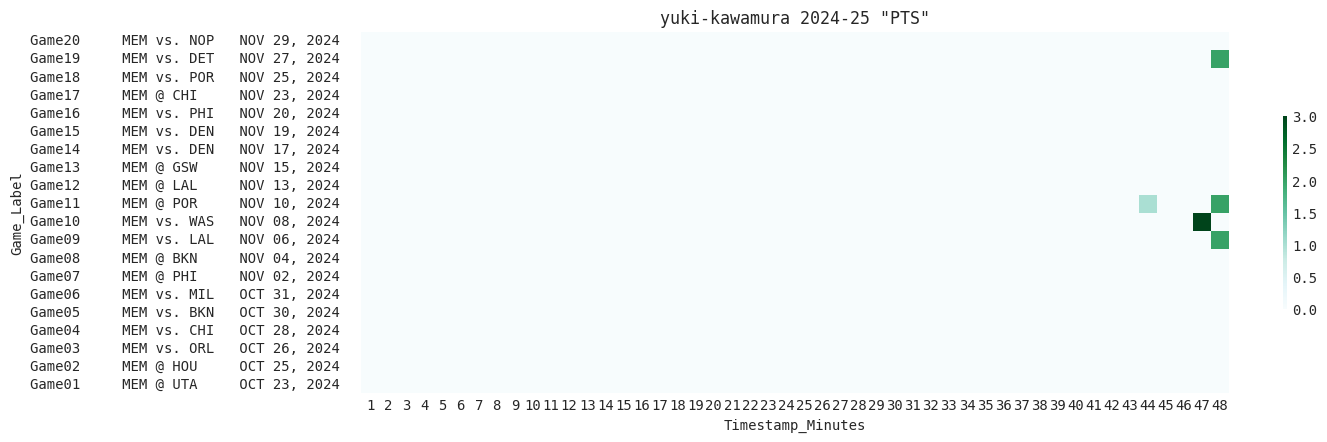 yuki-kawamura 2024-25 "PTS"
Game_Label
Game20 MEM vs. NOP NOV 29, 2024
Game19 MEM vs. DET NOV 27, 2024
Game18 MEM vs. POR NOV 25, 2024
Game17 MEM @ CHI NOV 23, 2024
Game16 MEM vs. PHI NOV 20, 2024
Game15 MEM vs. DEN NOV 19, 2024
Game14 MEM vs. DEN NOV 17, 2024
Game13 MEM @ GSW NOV 15, 2024
Game12 MEM @ LAL NOV 13, 2024
Game11 MEM @ POR NOV 10, 2024
Game10 MEM vs. WAS NOV 08, 2024
Game09 MEM vs. LAL NOV 06, 2024
Game08 MEM @ BKN NOV 04, 2024
Game07 MEM @ PHI NOV 02, 2024
Game06 MEM vs. MIL OCT 31, 2024
Game05 MEM vs. BKN OCT 30, 2024
Game04 MEM vs. CHI OCT 28, 2024
Game03 MEM vs. ORL OCT 26, 2024
Game02 MEM @ HOU OCT 25, 2024
Game01 MEM @ UTA OCT 23, 2024
1 2 3 4 5 6 7 8 9 10 11 12 13 14 15 16 17 18 19 20 21 22 23 24 25 26 27 28 29 30 31 32 33 34 35 36 37 38 39 40 41 42 43 44 45 46 47 48
Timestamp_Minutes
3.0
2.5
2.0
1.5
1.0
0.5
0.0